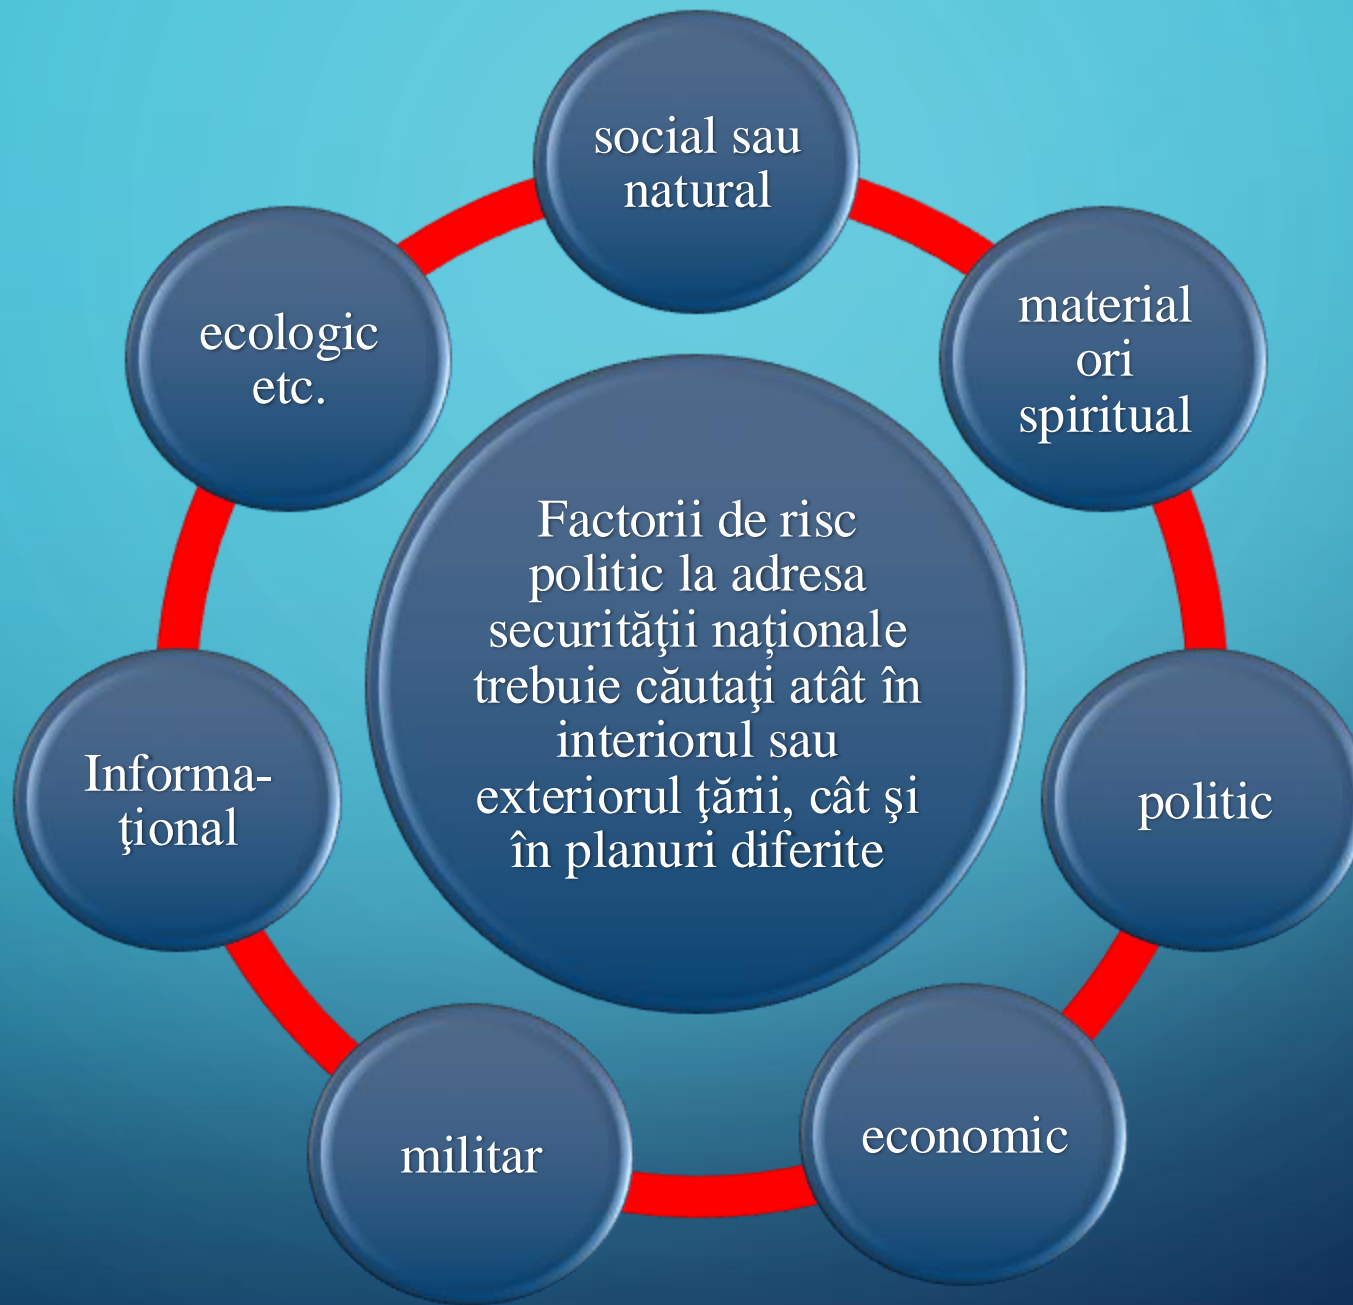 social sau
natural
material
ori
spiritual
politic
economic
militar
Informa-
ţional
ecologic
etc.
Factorii de risc
politic la adresa
securităţii naționale
trebuie căutaţi atât în
interiorul sau
exteriorul ţării, cât şi
în planuri diferite